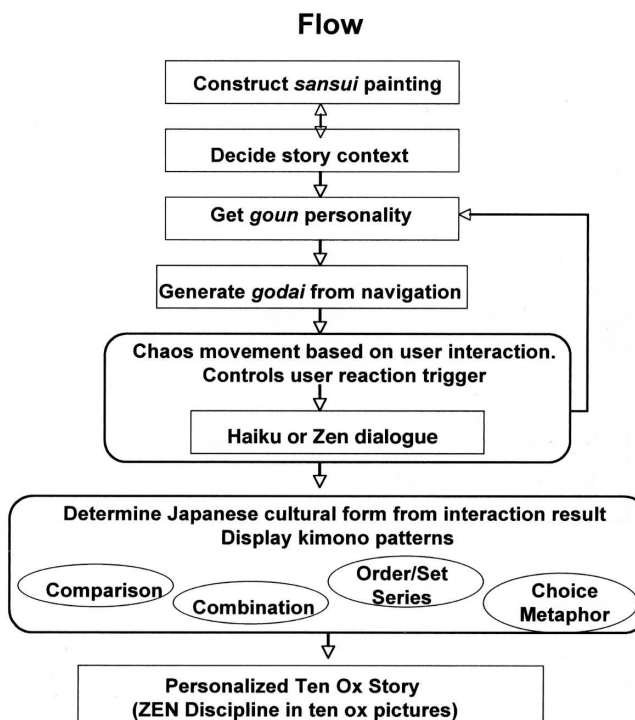 Flow
Construct sansui painting
Decide story context
Get goun personality
Generate godai from navigation
Chaos movement based on user interaction.
Controls user reaction trigger
Haiku or Zen dialogue
Determine Japanese cultural form from interaction result
Display kimono patterns
Comparison
Combination
Order/Set
Series
Choice
Metaphor
Personalized Ten Ox Story
(ZEN Discipline in ten ox pictures)